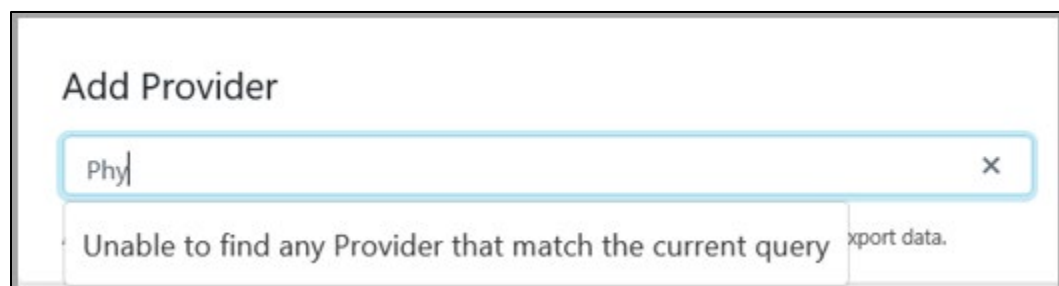 Add Provider
Phy
Unable to find any Provider that match the current query
xport data.